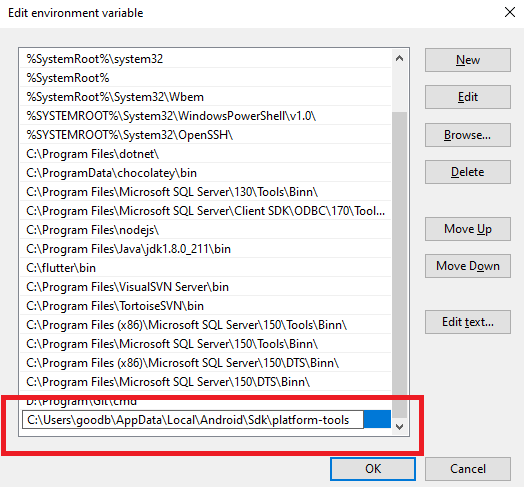 Edit environment variable
%SystemRoot%\system32
%SystemRoot%
%SystemRoot%\System32\Wbem
%SYSTEMROOT%\System32\WindowsPowerShell\v1.0\
%SYSTEMROOT%\System32\OpenSSH\
C:\Program Files\dotnet\
C:\ProgramData\chocolatey\bin
C:\Program Files\Microsoft SQL Server\130\Tools\Binn\
C:\Program Files\Microsoft SQL Server\Client SDK\ODBC\170\Tool...
C:\Program Files\nodejs\
C:\Program Files\Java\jdk1.8.0_211\bin
C:\flutter\bin
C:\Program Files\VisualSVN Server\bin
C:\Program Files\TortoiseSVN\bin
C:\Program Files (x86)\Microsoft SQL Server\150\Tools\Binn\
C:\Program Files\Microsoft SQL Server\150\Tools\Binn\
C:\Program Files (x86)\Microsoft SQL Server\150\DTS\Binn\
C:\Program Files\Microsoft SQL Server\150\DTS\Binn\
D:\Program\Git\cmd
C:\Users\goodb\AppData\Local\Android\Sdk\platform-tools
New
Edit
Browse...
Delete
Move Up
Move Down
Edit text...
OK
Cancel